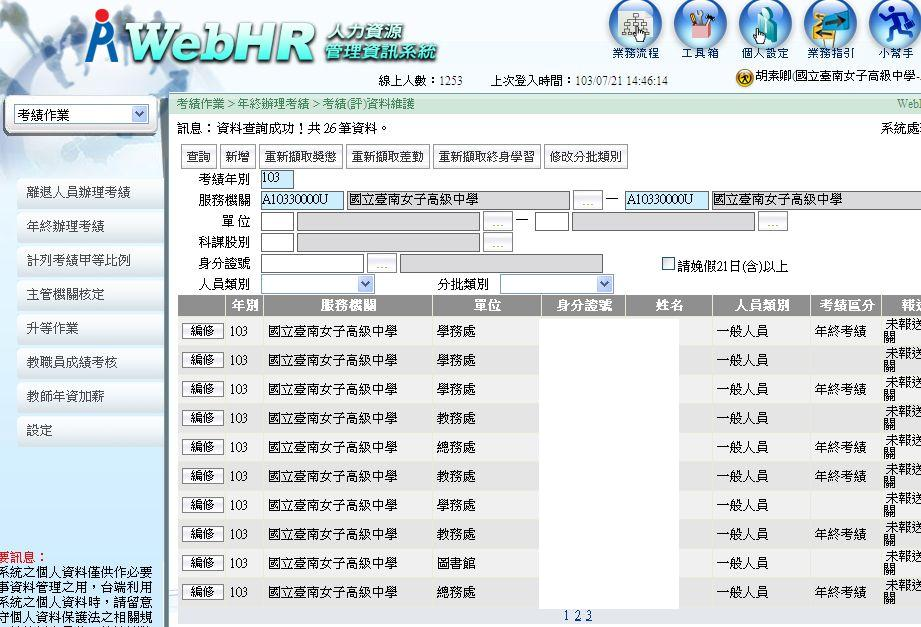 WebHR 人力資源
管理資訊系統
業務流程 工具箱 個人設定 業務指引 小幫手
線上人數：1253 上次登入時間：103/07/21 14:46:14 (國立臺南女子高級中學-
考績作業
考績作業 > 年終辦理考績 > 考績(評)資料維護
訊息：資料查詢成功！共 26 筆資料。 系統處
查詢 新增 重新擷取獎懲 重新擷取差勤 重新擷取終身學習 修改分批類別
考績年別 103
服務機關 A10330000U 國立臺南女子高級中學 ... — A10330000U 國立臺南女子高級中學
單位 ... — ...
科課股別 ...
身分證號 ... 請娩假21日(含)以上
人員類別 分批類別
離退人員辦理考績
年終辦理考績
計列考績甲等比例
主管機關核定
升等作業
教職員成績考核
教師年資加薪
設定
年別 服務機關 單位 身分證號 姓名 人員類別 考績區分 報送
編修 103 國立臺南女子高級中學 學務處 一般人員 年終考績 未報送
關
編修 103 國立臺南女子高級中學 學務處 一般人員 未報送
關
編修 103 國立臺南女子高級中學 學務處 一般人員 年終考績 未報送
關
編修 103 國立臺南女子高級中學 教務處 一般人員 未報送
關
編修 103 國立臺南女子高級中學 總務處 一般人員 年終考績 未報送
關
編修 103 國立臺南女子高級中學 教務處 一般人員 年終考績 未報送
關
編修 103 國立臺南女子高級中學 學務處 一般人員 未報送
關
編修 103 國立臺南女子高級中學 教務處 一般人員 年終考績 未報送
關
編修 103 國立臺南女子高級中學 圖書館 一般人員 未報送
關
編修 103 國立臺南女子高級中學 總務處 一般人員 年終考績 未報送
關
1 2 3
要訊息：
系統之個人資料僅供作必要
事資料管理之用，台端利用
系統之個人資料時，請留意
守個人資料保護法之相關規